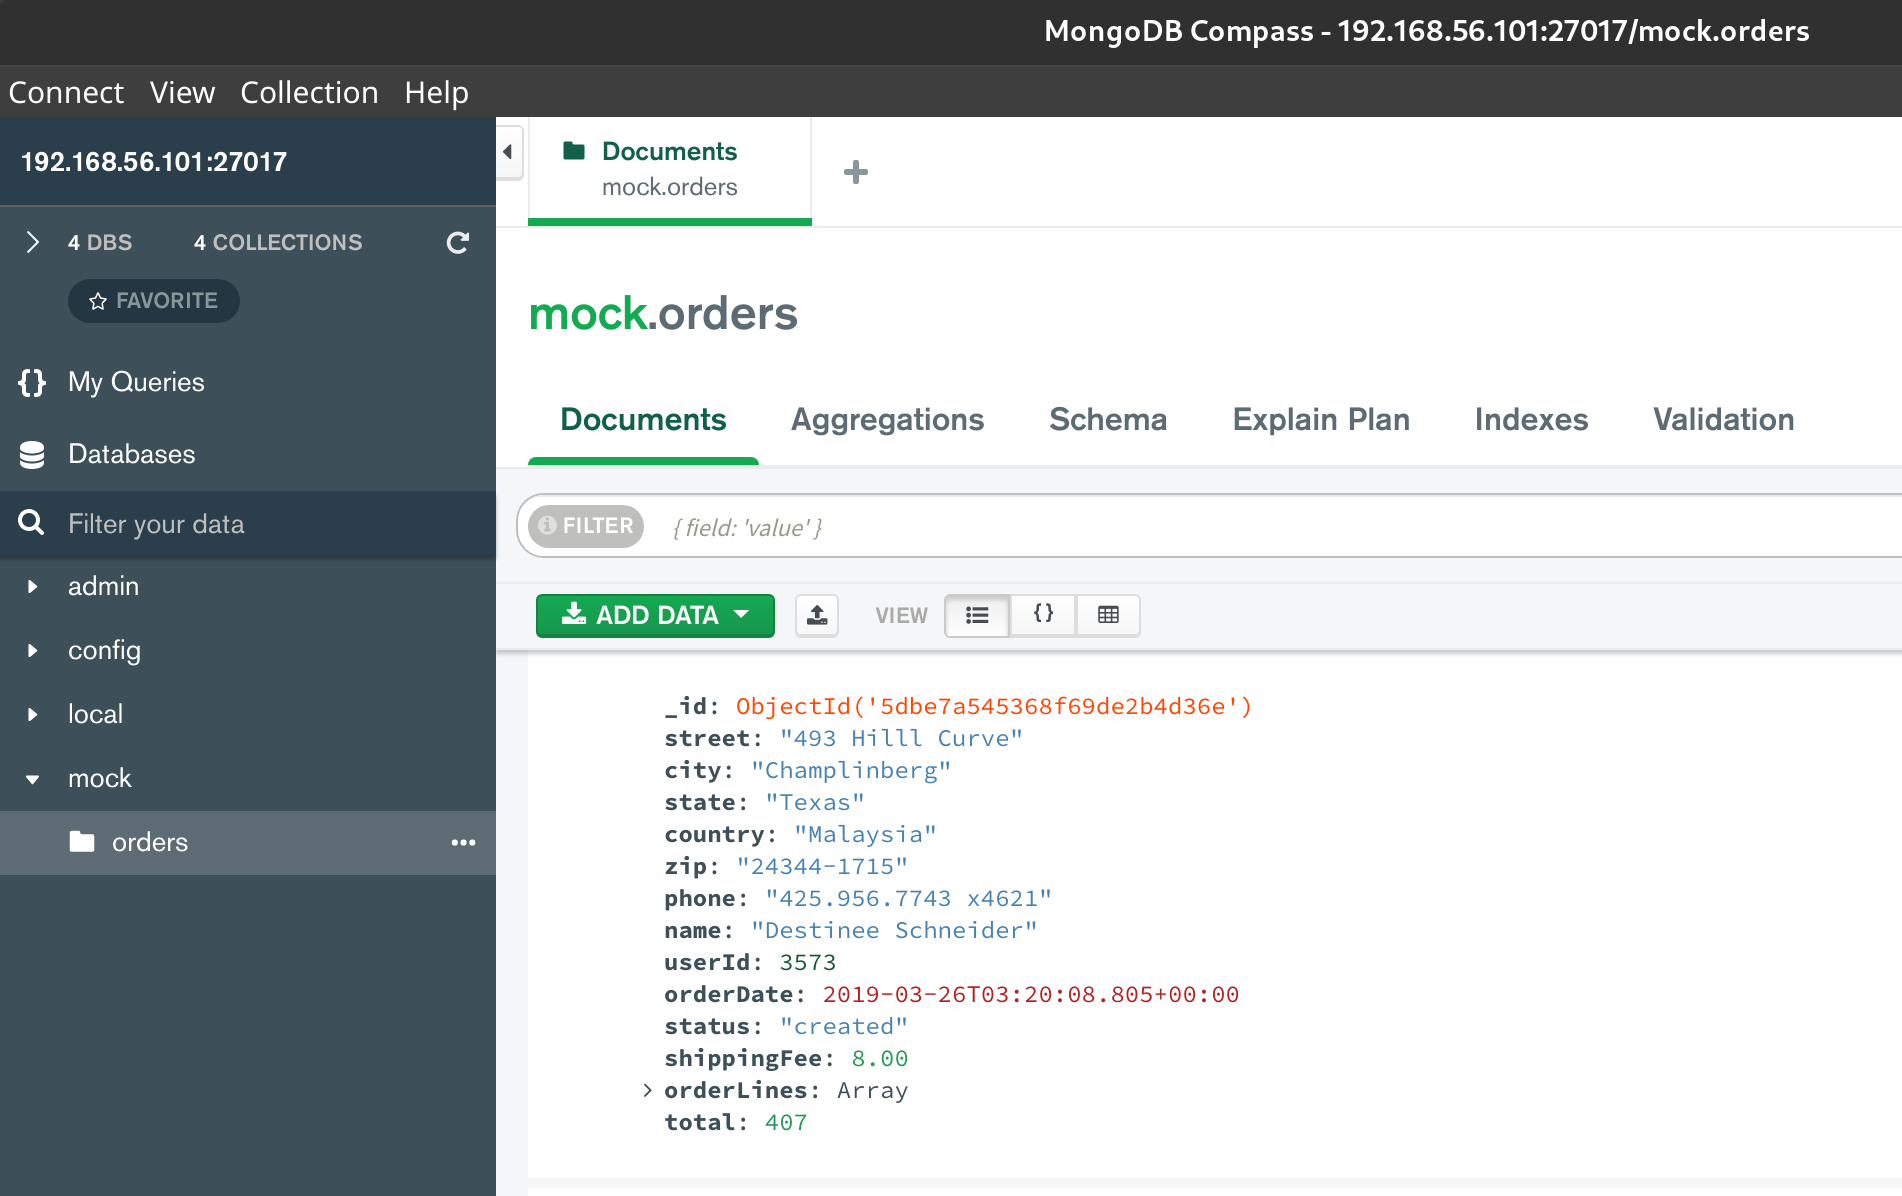 MongoDB Compass - 192.168.56.101:27017/mock.orders
Connect View Collection Help
192.168.56.101:27017
4 DBS 4 COLLECTIONS
FAVORITE
My Queries
Databases
Filter your data
admin
config
local
mock
orders
Documents
mock.orders
mock.orders
Documents Aggregations Schema Explain Plan Indexes Validation
FILTER { field: 'value' }
ADD DATA VIEW {}
_id: ObjectId('5dbe7a545368f69de2b4d36e')
street: "493 Hilll Curve"
city: "Champlinberg"
state: "Texas"
country: "Malaysia"
zip: "24344-1715"
phone: "425.956.7743 x4621"
name: "Destinee Schneider"
userId: 3573
orderDate: 2019-03-26T03:20:08.805+00:00
status: "created"
shippingFee: 8.00
orderLines: Array
total: 407